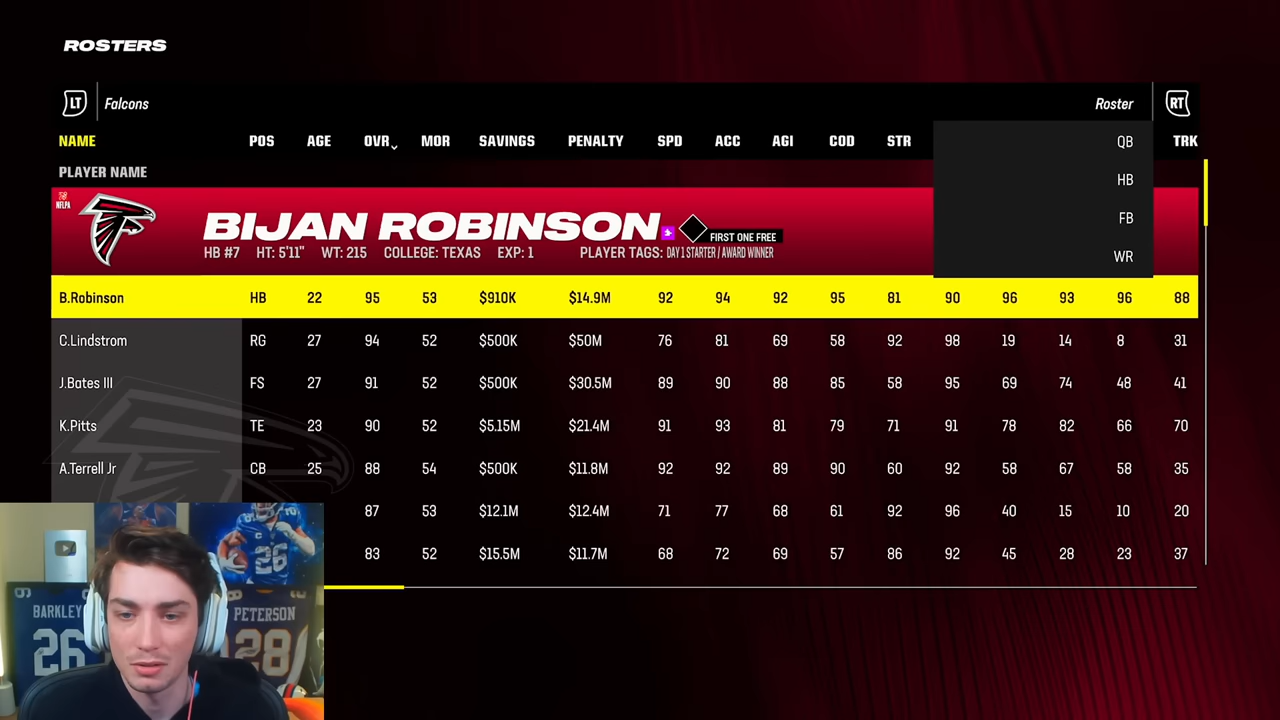 ROSTERS
LT Falcons Roster RT
NAME POS AGE OVR MOR SAVINGS PENALTY SPD ACC AGI COD STR TRK
QB
HB
FB
WR
PLAYER NAME
NFLPA
BIJAN ROBINSON FIRST ONE FREE
HB #7 HT: 5'11" WT: 215 COLLEGE: TEXAS EXP: 1 PLAYER TAGS: DAY 1 STARTER / AWARD WINNER
B.Robinson HB 22 95 53 $910K $14.9M 92 94 92 95 81 90 96 93 96 88
C.Lindstrom RG 27 94 52 $500K $50M 76 81 69 58 92 98 19 14 8 31
J.Bates III FS 27 91 52 $500K $30.5M 89 90 88 85 58 95 69 74 48 41
K.Pitts TE 23 90 52 $5.15M $21.4M 91 93 81 79 71 91 78 82 66 70
A.Terrell Jr CB 25 88 54 $500K $11.8M 92 92 89 90 60 92 58 67 58 35
87 53 $12.1M $12.4M 71 77 68 61 92 96 40 15 10 20
83 52 $15.5M $11.7M 68 72 69 57 86 92 45 28 23 37
26
BARKLEY
26
PETERSON
28